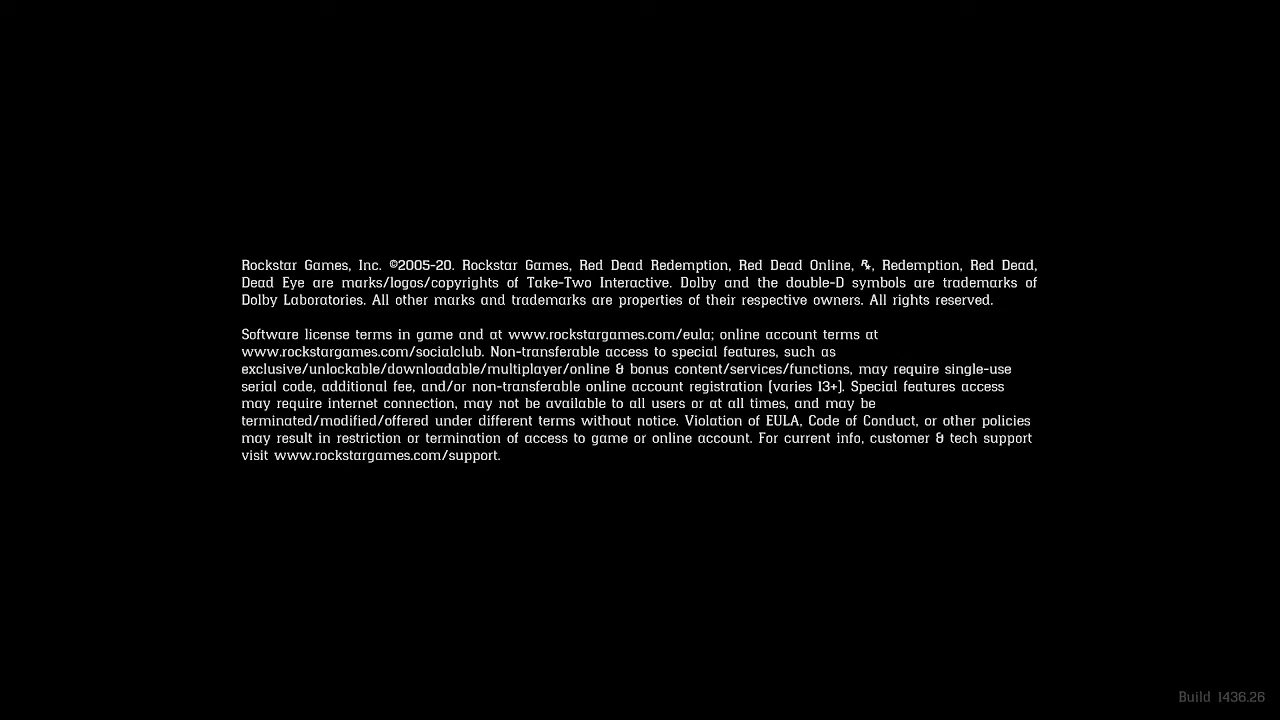 Rockstar Games, Inc. ©2005-20. Rockstar Games, Red Dead Redemption, Red Dead Online, R*, Redemption, Red Dead,
Dead Eye are marks/logos/copyrights of Take-Two Interactive. Dolby and the double-D symbols are trademarks of
Dolby Laboratories. All other marks and trademarks are properties of their respective owners. All rights reserved.
Software license terms in game and at www.rockstargames.com/eula; online account terms at
www.rockstargames.com/socialclub. Non-transferable access to special features, such as
exclusive/unlockable/downloadable/multiplayer/online & bonus content/services/functions, may require single-use
serial code, additional fee, and/or non-transferable online account registration (varies 13+). Special features access
may require internet connection, may not be available to all users or at all times, and may be
terminated/modified/offered under different terms without notice. Violation of EULA, Code of Conduct, or other policies
may result in restriction or termination of access to game or online account. For current info, customer & tech support
visit www.rockstargames.com/support.
Build 1436.26